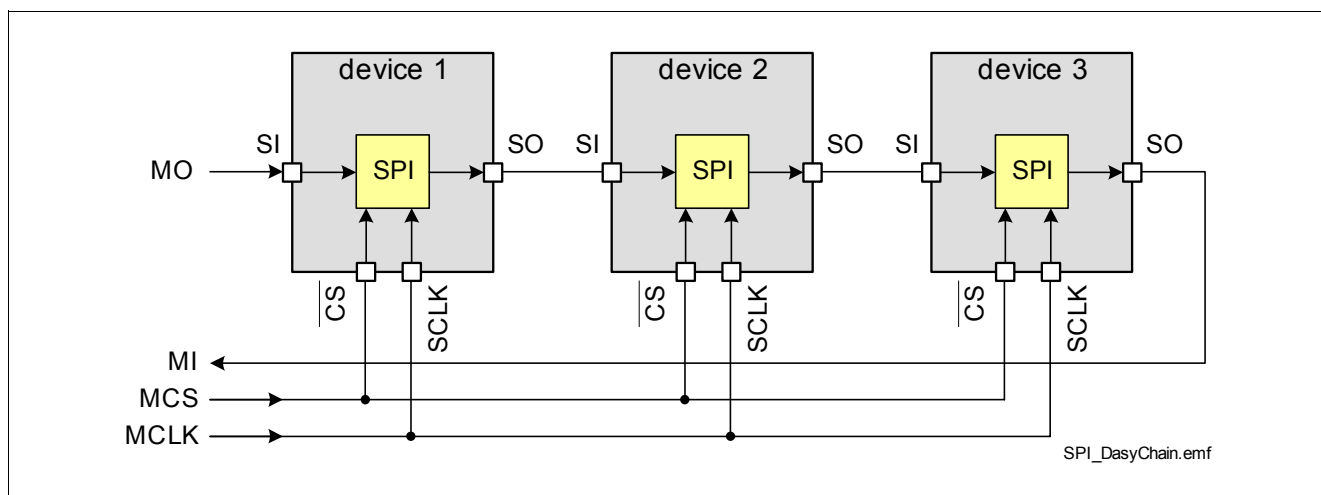 device 1
device 2
device 3
SI
SO
SI
SO
SI
SO
MO
SPI
SPI
SPI
CS
SCLK
CS
SCLK
CS
SCLK
MI
MCS
MCLK
SPI_DasyChain.emf